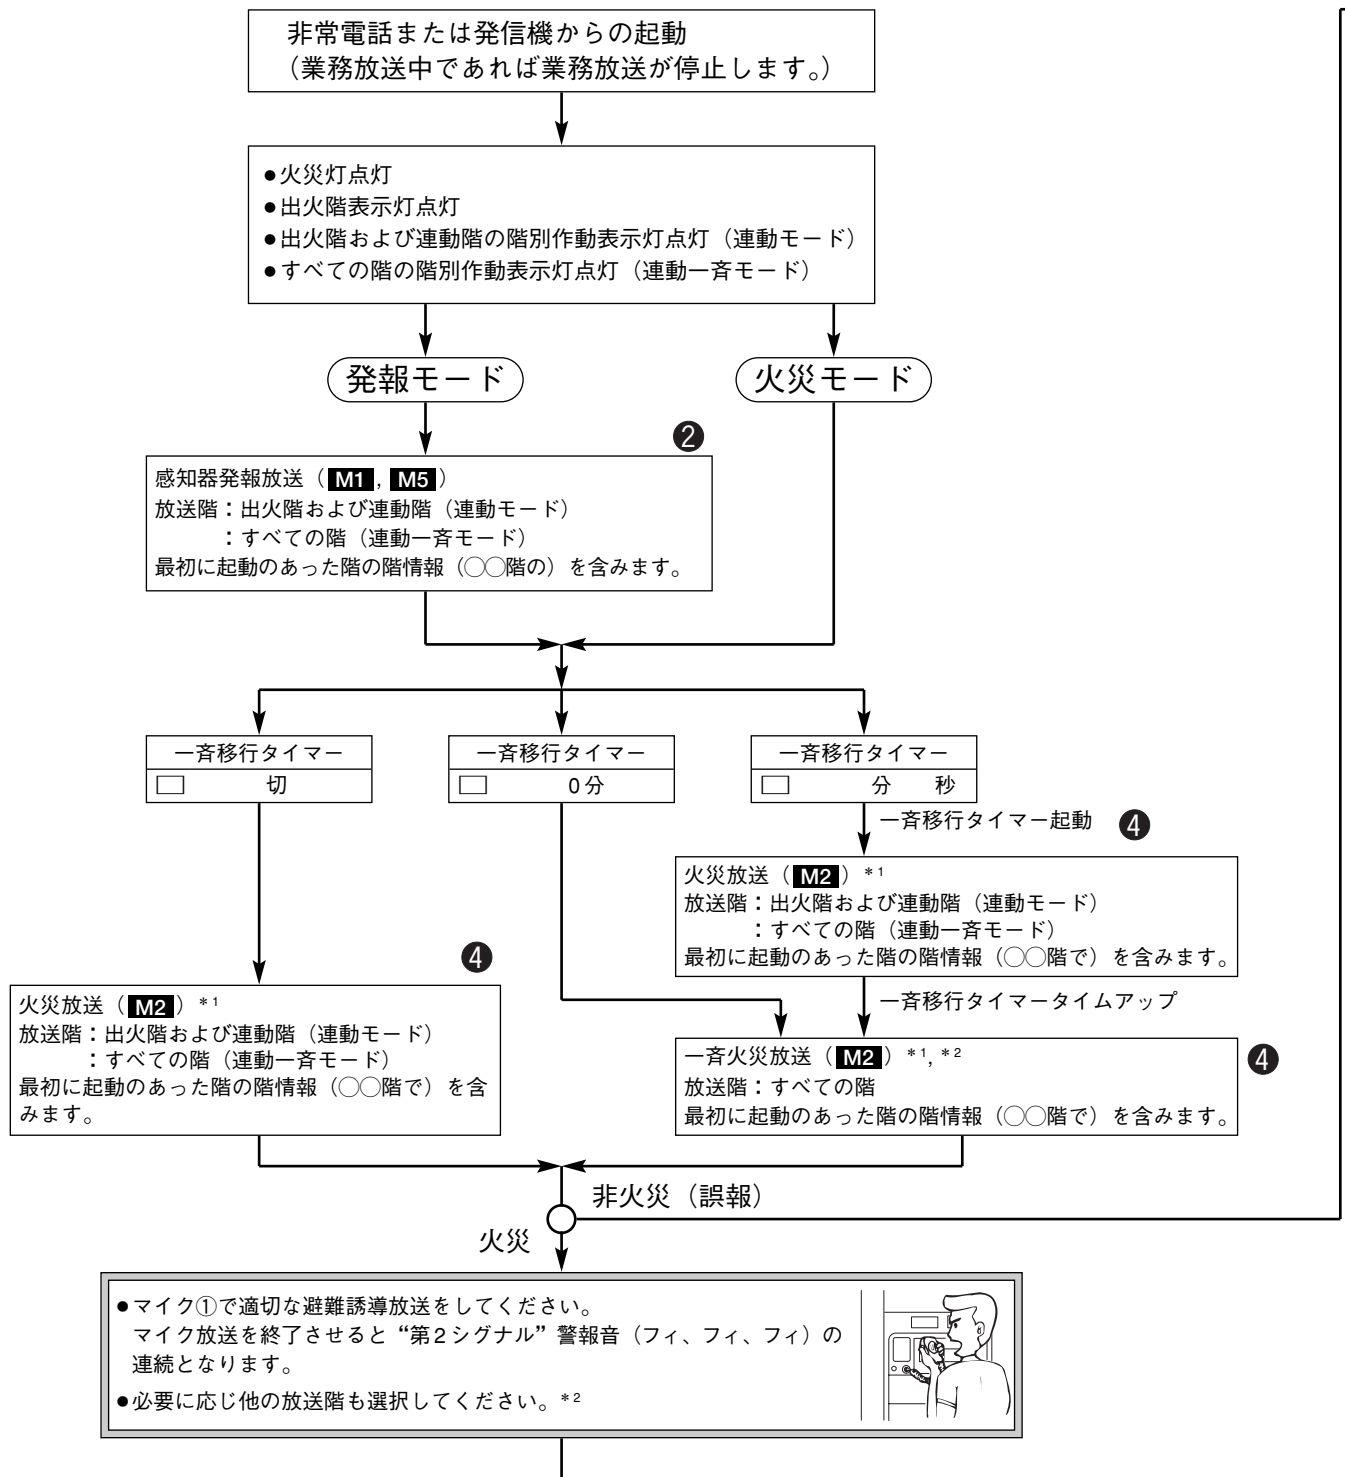 非常電話または発信機からの起動
（業務放送中であれば業務放送が停止します。）
●火災灯点灯
●出火階表示灯点灯
●出火階および連動階の階別作動表示灯点灯（連動モード）
●すべての階の階別作動表示灯点灯（連動一斉モード）
発報モード
火災モード
❷
感知器発報放送（M1，M5）
放送階：出火階および連動階（連動モード）
：すべての階（連動一斉モード）
最初に起動のあった階の階情報（○○階の）を含みます。
一斉移行タイマー
切
一斉移行タイマー
0分
一斉移行タイマー
分 秒
一斉移行タイマー起動
❹
火災放送（M2）＊1
放送階：出火階および連動階（連動モード）
：すべての階（連動一斉モード）
最初に起動のあった階の階情報（○○階で）を含みます。
一斉移行タイマータイムアップ
❹
火災放送（M2）＊1
放送階：出火階および連動階（連動モード）
：すべての階（連動一斉モード）
最初に起動のあった階の階情報（○○階で）を含
みます。
一斉火災放送（M2）＊1，＊2
❹
放送階：すべての階
最初に起動のあった階の階情報（○○階で）を含みます。
非火災（誤報）
火災
●マイク①で適切な避難誘導放送をしてください。
マイク放送を終了させると“第2シグナル”警報音（フィ、フィ、フィ）の
連続となります。
●必要に応じ他の放送階も選択してください。＊2